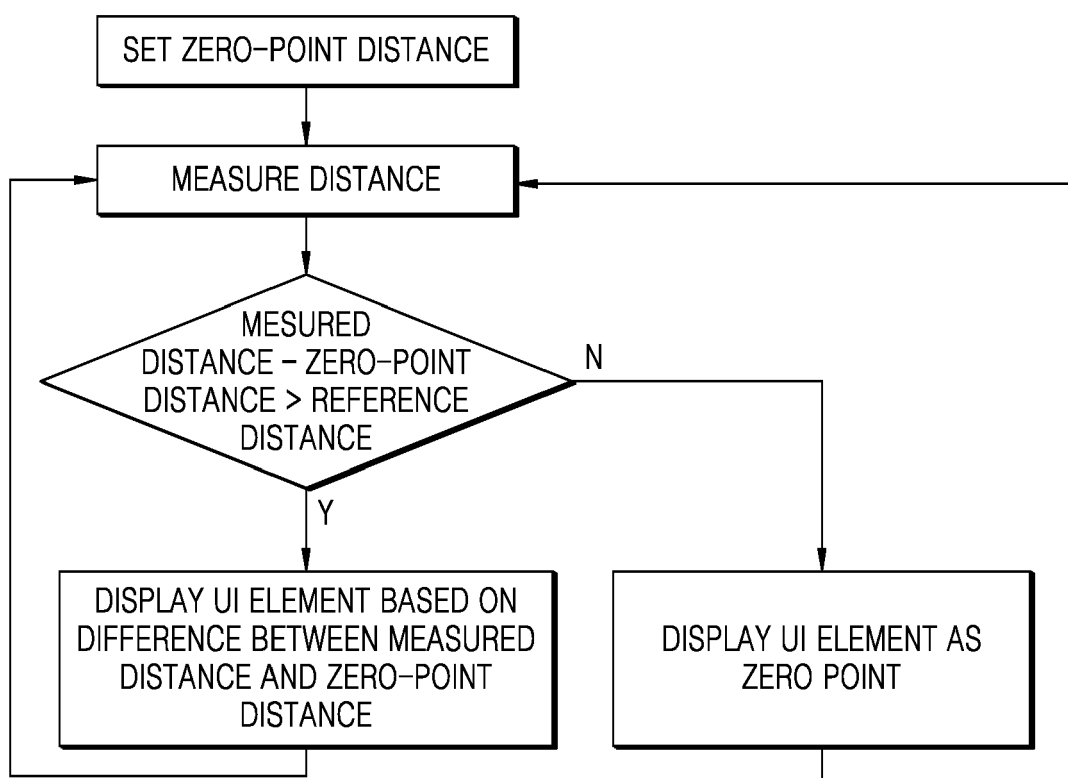 SET ZERO-POINT DISTANCE
MEASURE DISTANCE
MESURED
DISTANCE - ZERO-POINT
DISTANCE > REFERENCE
DISTANCE
N
Y
DISPLAY UI ELEMENT BASED ON
DIFFERENCE BETWEEN MEASURED
DISTANCE AND ZERO-POINT
DISTANCE
DISPLAY UI ELEMENT AS
ZERO POINT